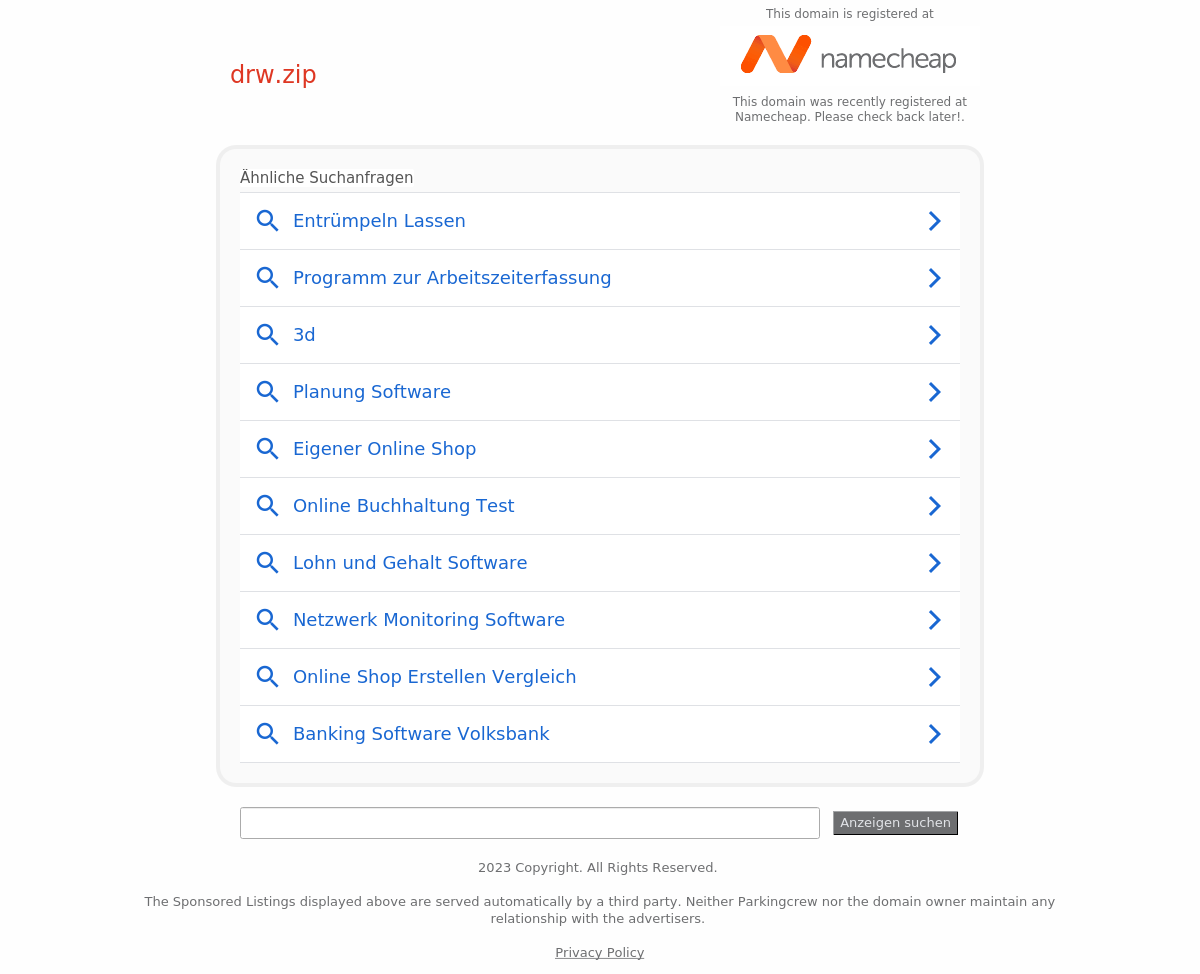 This domain is registered at
namecheap
drw.zip
This domain was recently registered at
Namecheap. Please check back later!.
Ähnliche Suchanfragen
Entrümpeln Lassen
Programm zur Arbeitszeiterfassung
3d
Planung Software
Eigener Online Shop
Online Buchhaltung Test
Lohn und Gehalt Software
Netzwerk Monitoring Software
Online Shop Erstellen Vergleich
Banking Software Volksbank
Anzeigen suchen
2023 Copyright. All Rights Reserved.
The Sponsored Listings displayed above are served automatically by a third party. Neither Parkingcrew nor the domain owner maintain any
relationship with the advertisers.
Privacy Policy